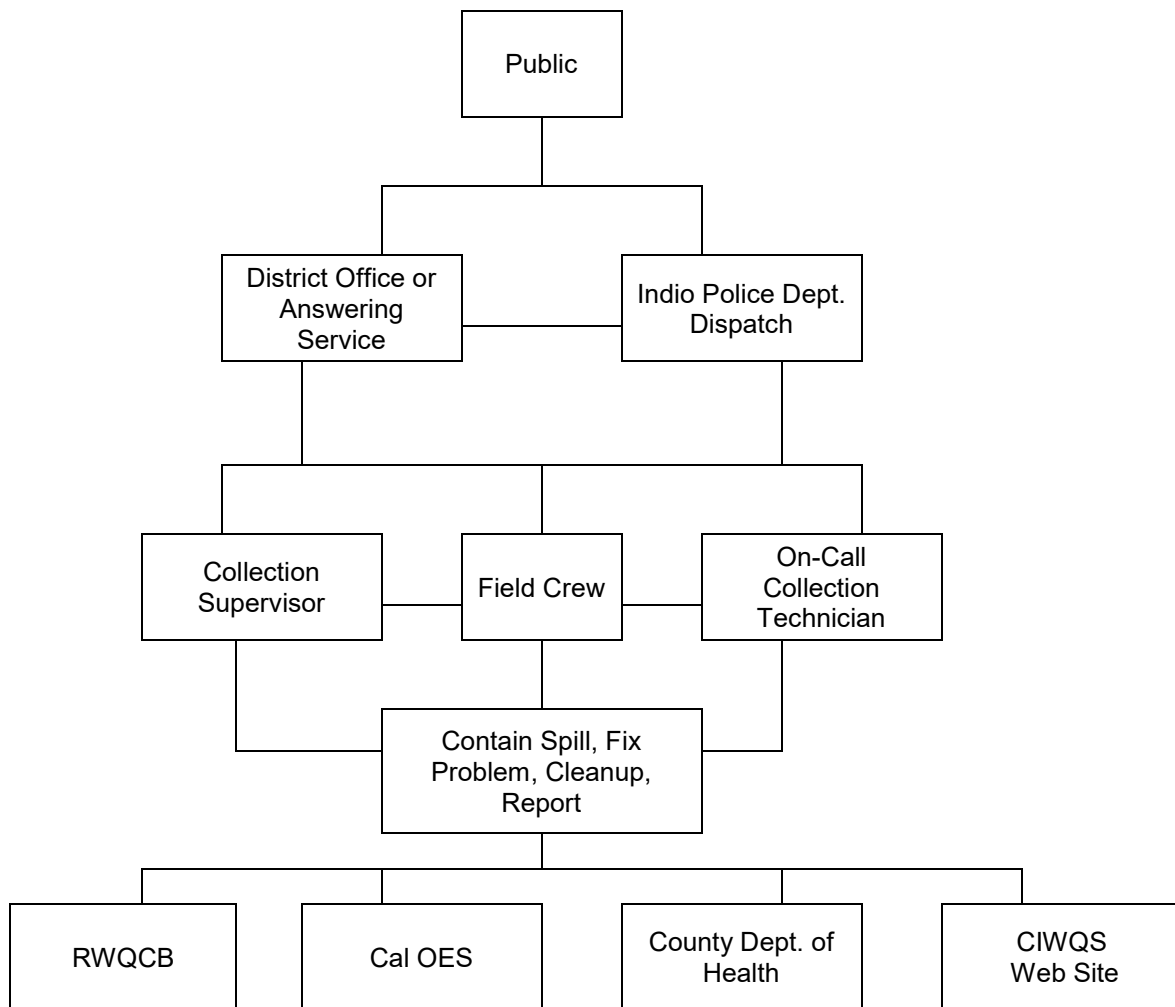 Public
District Office or
Answering
Service
Indio Police Dept.
Dispatch
Collection
Supervisor
Field Crew
On-Call
Collection
Technician
Contain Spill, Fix
Problem, Cleanup,
Report
RWQCB
Cal OES
County Dept. of
Health
CIWQS
Web Site